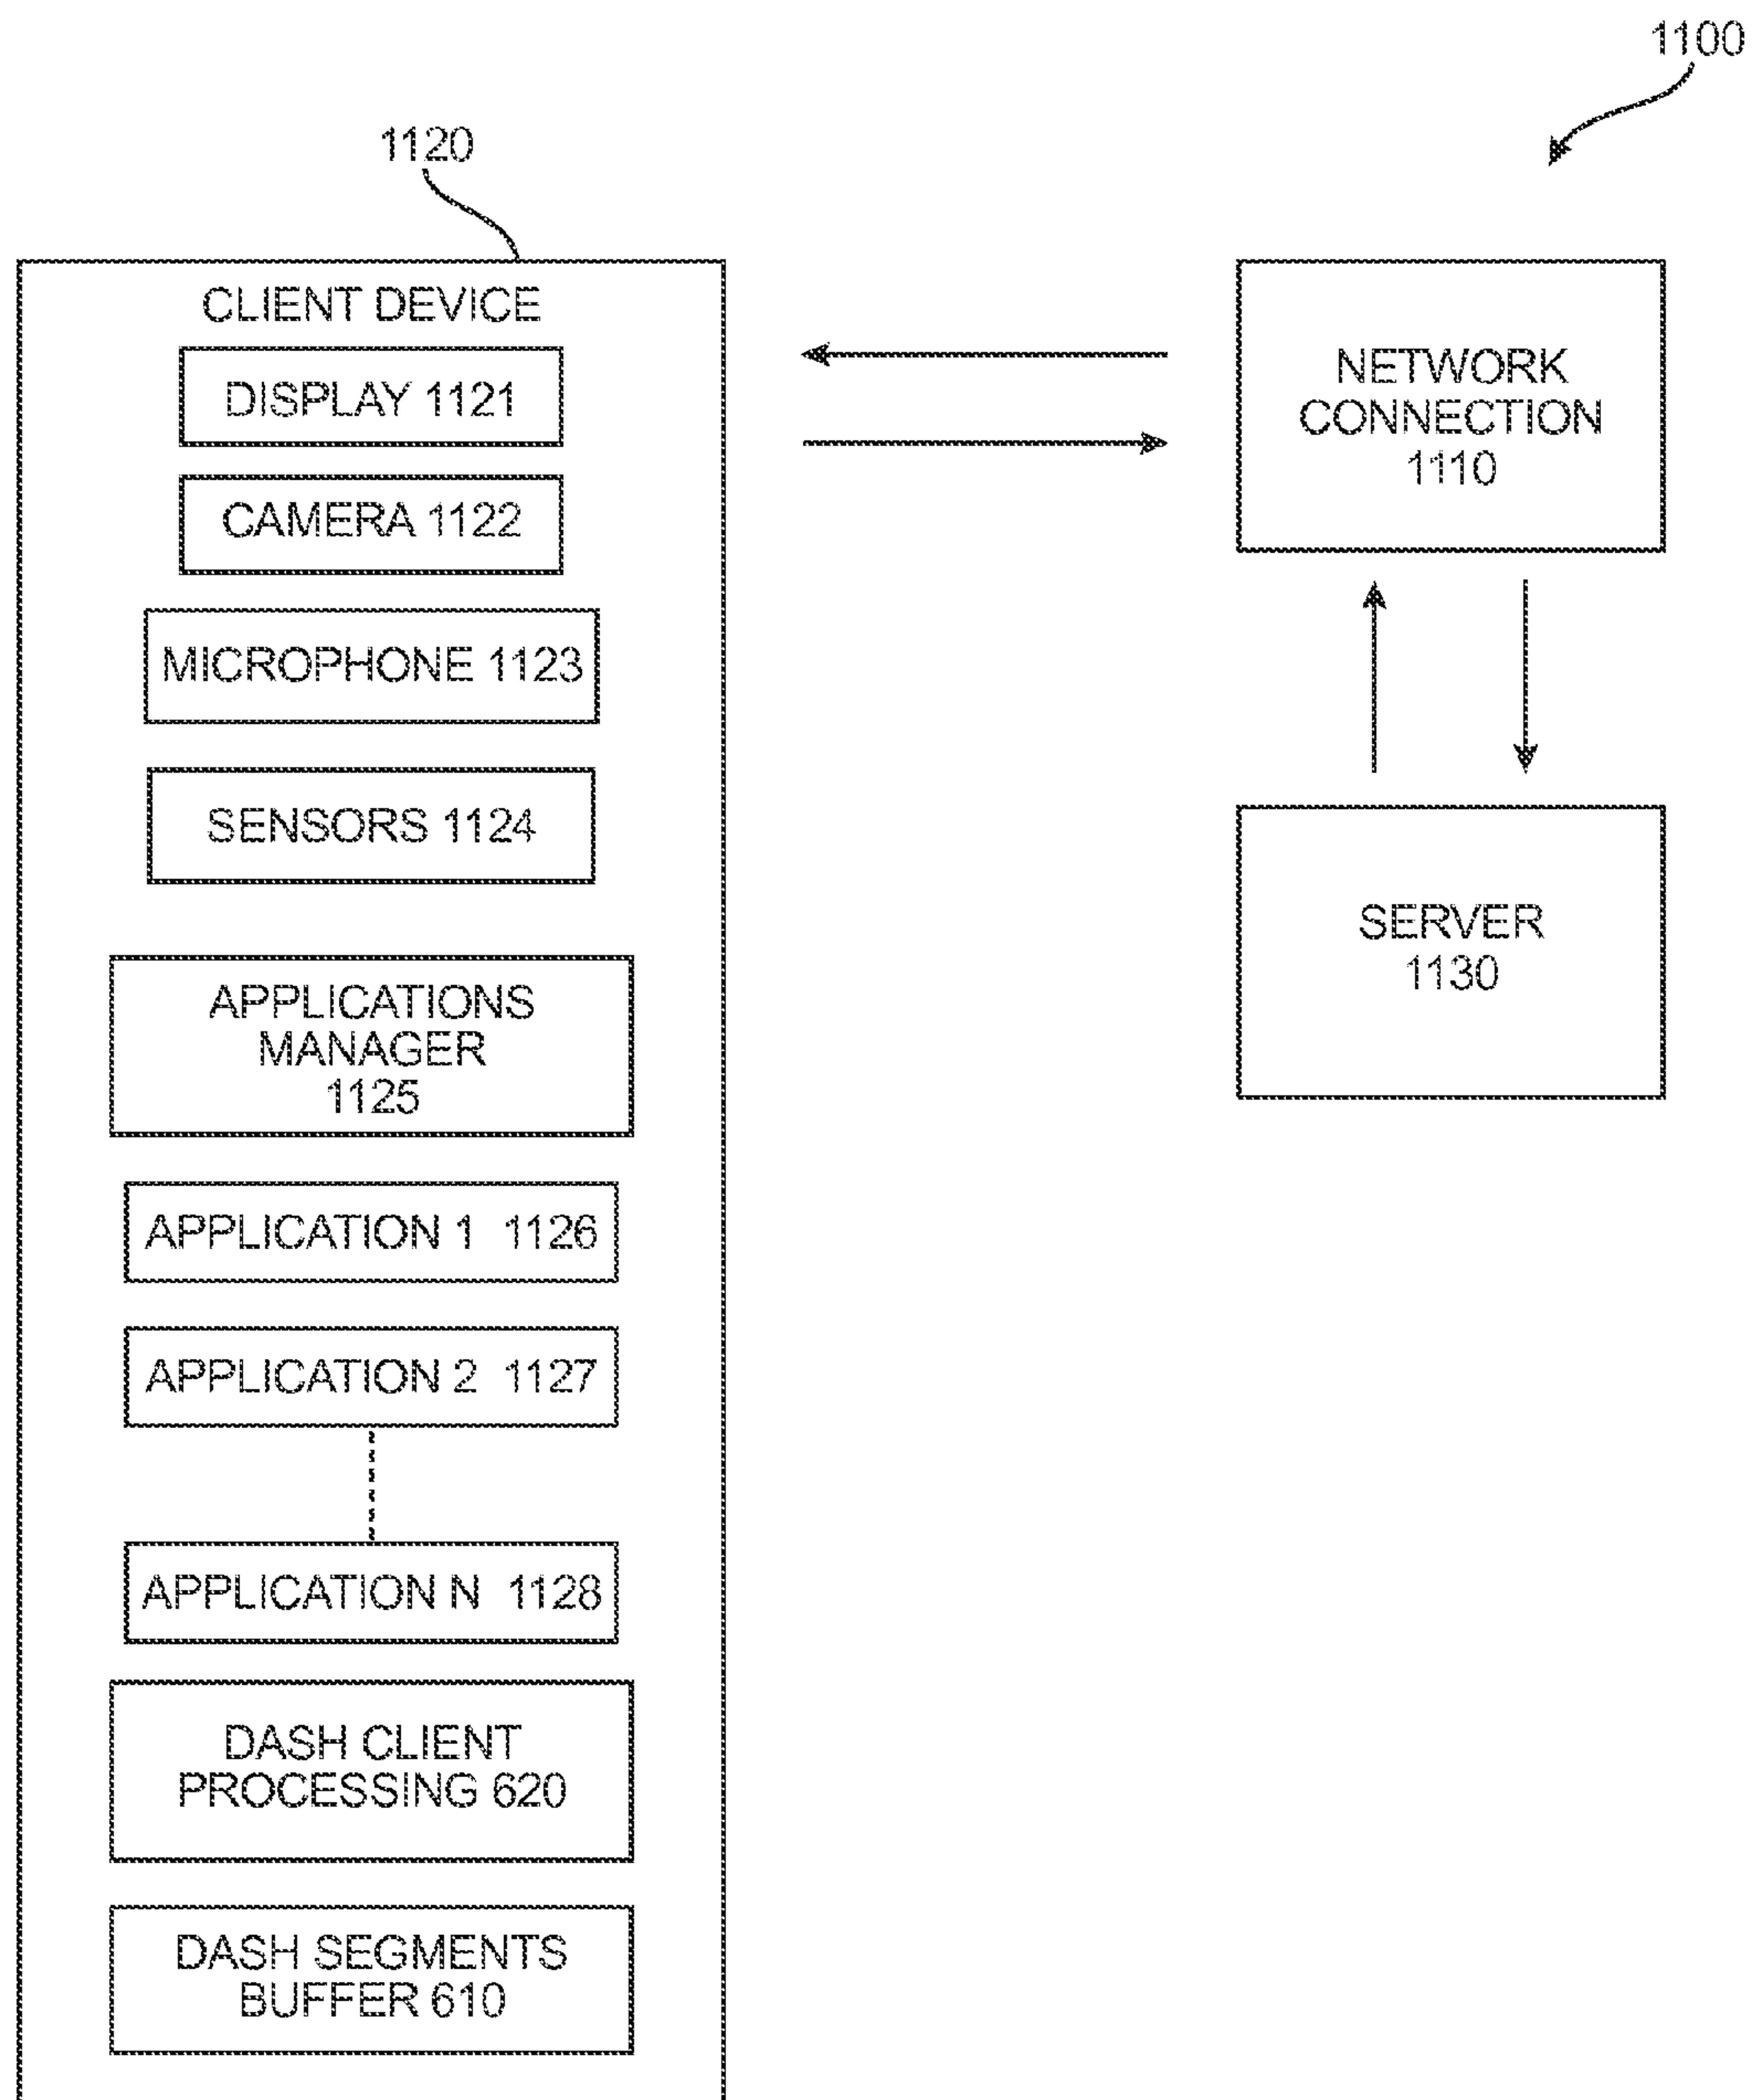 1100
1120
CLIENT DEVICE
DISPLAY 1121
CAMERA 1122
MICROPHONE 1123
SENSORS 1124
APPLICATIONS
MANAGER
1125
APPLICATION 1 1126
APPLICATION 2 1127
APPLICATION N 1128
DASH CLIENT
PROCESSING 620
DASH SEGMENTS
BUFFER 610
NETWORK
CONNECTION
1110
SERVER
1130